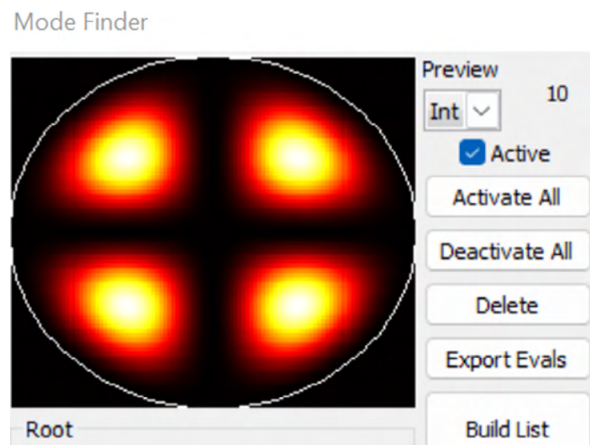 Mode Finder
Preview
Int
10
Active
Activate All
Deactivate All
Delete
Export Evals
Build List
Root